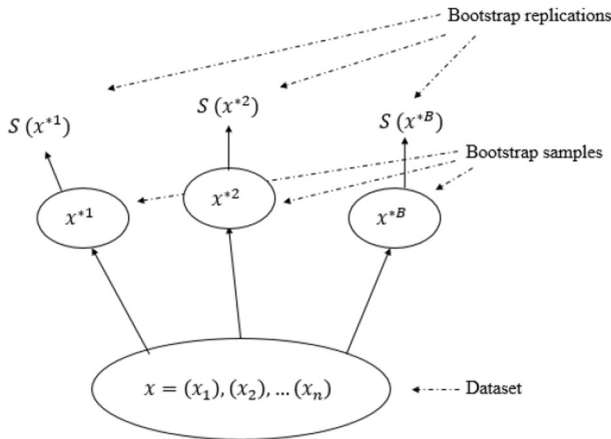 Bootstrap replications
S (x*1)
S (x*2)
S (x*B)
Bootstrap samples
x*1
x*2
x*B
x = (x₁), (x₂), … (xₙ)
Dataset